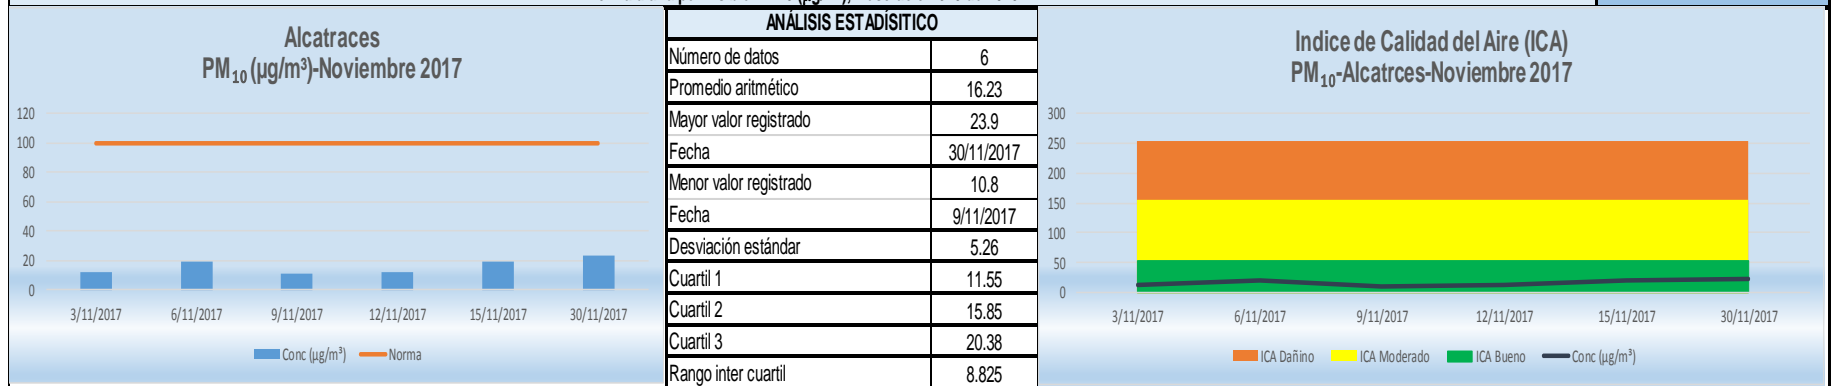 Alcatraces
PM₁₀ (µg/m³)-Noviembre 2017
120
100
80
60
40
20
0
3/11/2017 6/11/2017 9/11/2017 12/11/2017 15/11/2017 30/11/2017
Conc (µg/m³) Norma
ANÁLISIS ESTADÍSITICO
Número de datos 6
Promedio aritmético 16.23
Mayor valor registrado 23.9
Fecha 30/11/2017
Menor valor registrado 10.8
Fecha 9/11/2017
Desviación estándar 5.26
Cuartil 1 11.55
Cuartil 2 15.85
Cuartil 3 20.38
Rango inter cuartil 8.825
Indice de Calidad del Aire (ICA)
PM₁₀-Alcatrces-Noviembre 2017
300
250
200
150
100
50
0
3/11/2017 6/11/2017 9/11/2017 12/11/2017 15/11/2017 30/11/2017
ICA Dañino ICA Moderado ICA Bueno Conc (µg/m³)